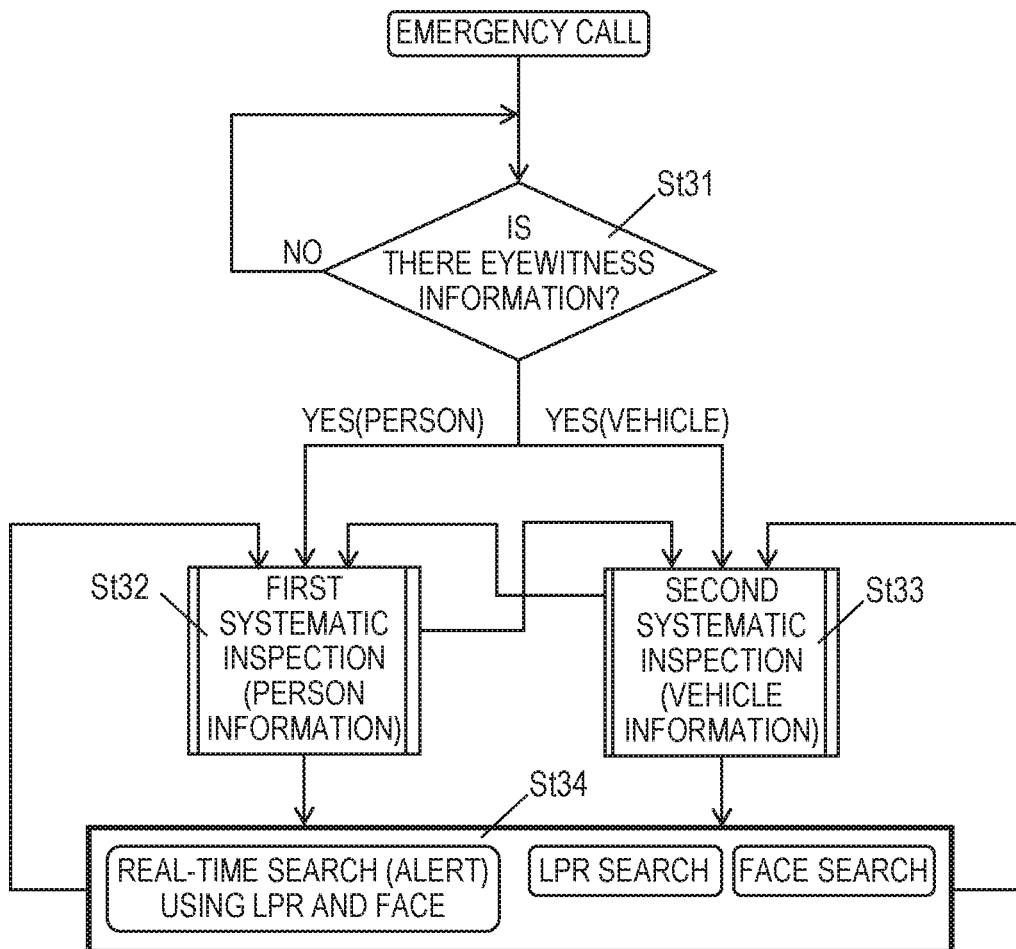 EMERGENCY CALL
St31
IS
THERE EYEWITNESS
INFORMATION?
NO
YES(PERSON)
YES(VEHICLE)
St32
FIRST
SYSTEMATIC
INSPECTION
(PERSON
INFORMATION)
SECOND
SYSTEMATIC
INSPECTION
(VEHICLE
INFORMATION)
St33
St34
REAL-TIME SEARCH (ALERT)
USING LPR AND FACE
LPR SEARCH
FACE SEARCH